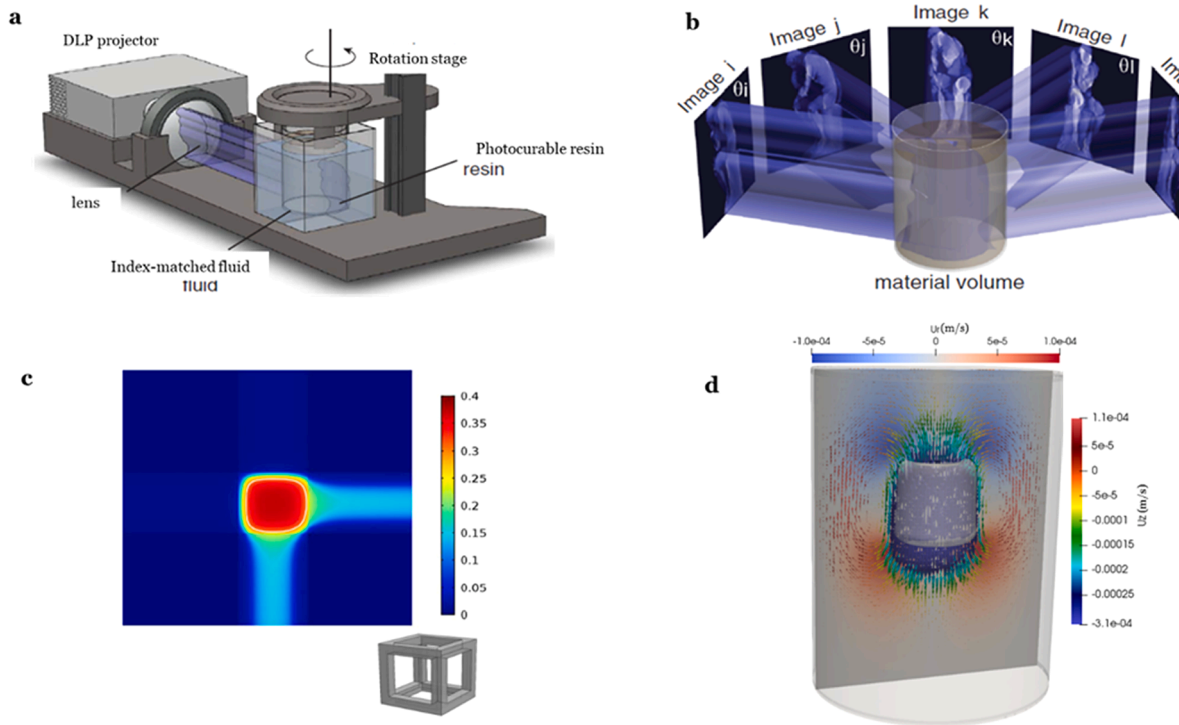 a
DLP projector
Rotation stage
Photocurable resin
resin
lens
Index-matched fluid
fluid
b
Image i
θi
Image j
θj
Image k
θk
Image l
θl
Ima
material volume
c
0.4
0.35
0.3
0.25
0.2
0.15
0.1
0.05
0
d
Ur(m/s)
-1.0e-04 -5e-5 0 5e-5 1.0e-04
1.1e-04
5e-5
0
-5e-5
-0.0001
-0.00015
-0.0002
-0.00025
-3.1e-04
Uz (m/s)